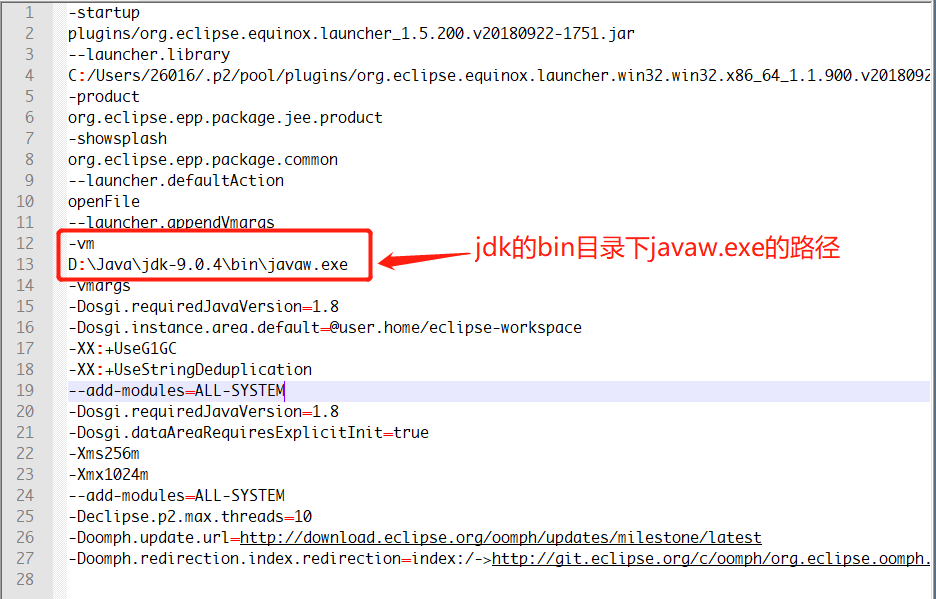 1 -startup
2 plugins/org.eclipse.equinox.launcher_1.5.200.v20180922-1751.jar
3 --launcher.library
4 C:/Users/26016/.p2/pool/plugins/org.eclipse.equinox.launcher.win32.win32.x86_64_1.1.900.v2018092
5 -product
6 org.eclipse.epp.package.jee.product
7 -showsplash
8 org.eclipse.epp.package.common
9 --launcher.defaultAction
10 openFile
11 --launcher.appendVmargs
12 -vm
13 D:\Java\jdk-9.0.4\bin\javaw.exe
jdk的bin目录下javaw.exe的路径
14 -vmargs
15 -Dosgi.requiredJavaVersion=1.8
16 -Dosgi.instance.area.default=@user.home/eclipse-workspace
17 -XX:+UseG1GC
18 -XX:+UseStringDeduplication
19 --add-modules=ALL-SYSTEM
20 -Dosgi.requiredJavaVersion=1.8
21 -Dosgi.dataAreaRequiresExplicitInit=true
22 -Xms256m
23 -Xmx1024m
24 --add-modules=ALL-SYSTEM
25 -Declipse.p2.max.threads=10
26 -Doomph.update.url=http://download.eclipse.org/oomph/updates/milestone/latest
27 -Doomph.redirection.index.redirection=index:/->http://git.eclipse.org/c/oomph/org.eclipse.oomph.
28